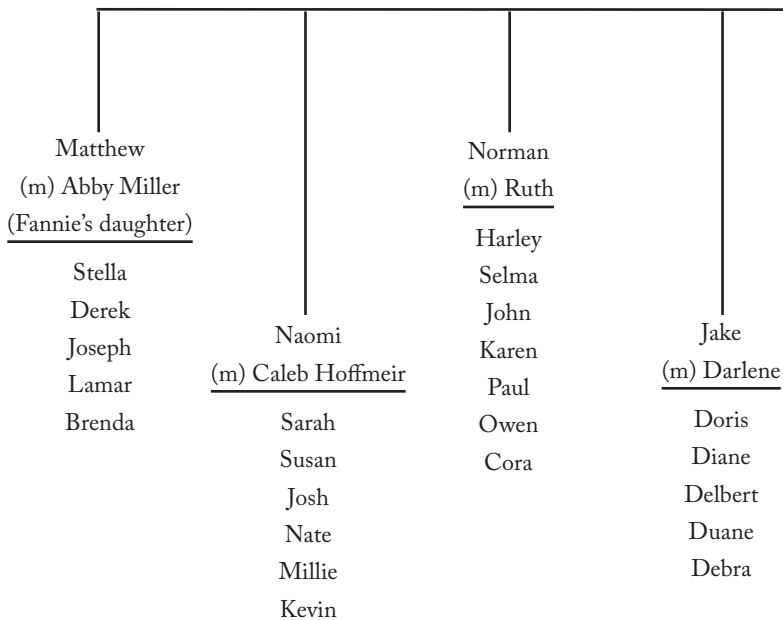 Matthew
(m) Abby Miller
(Fannie’s daughter)
Stella
Derek
Joseph
Lamar
Brenda
Naomi
(m) Caleb Hoffmeir
Sarah
Susan
Josh
Nate
Millie
Kevin
Norman
(m) Ruth
Harley
Selma
John
Karen
Paul
Owen
Cora
Jake
(m) Darlene
Doris
Diane
Delbert
Duane
Debra